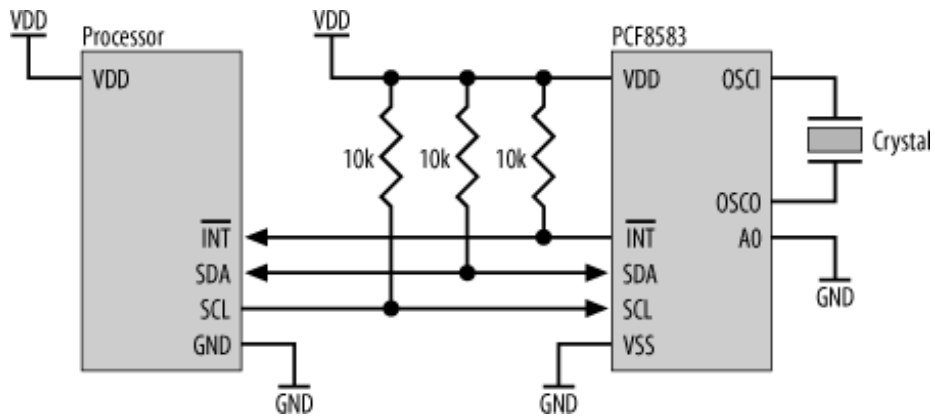 VDD
Processor
VDD
INT
SDA
SCL
GND
GND
VDD
10k
10k
10k
PCF8583
VDD
OSCI
OSCO
INT
A0
SDA
SCL
VSS
GND
Crystal
GND